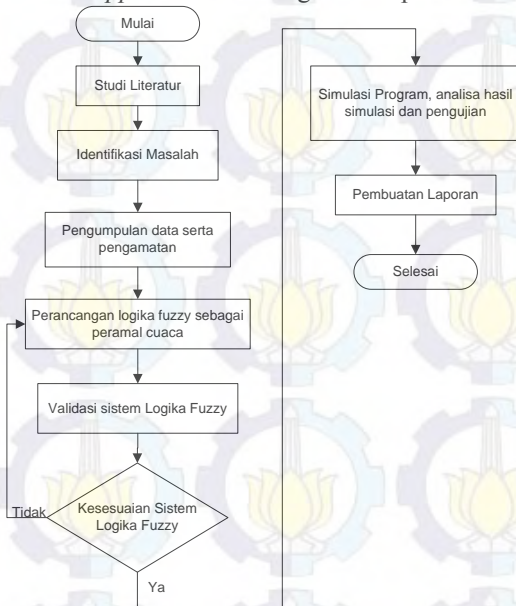 Mulai
Studi Literatur
Identifikasi Masalah
Pengumpulan data serta
pengamatan
Perancangan logika fuzzy sebagai
peramal cuaca
Validasi sistem Logika Fuzzy
Kesesuaian Sistem
Logika Fuzzy
Tidak
Ya
Simulasi Program, analisa hasil
simulasi dan pengujian
Pembuatan Laporan
Selesai